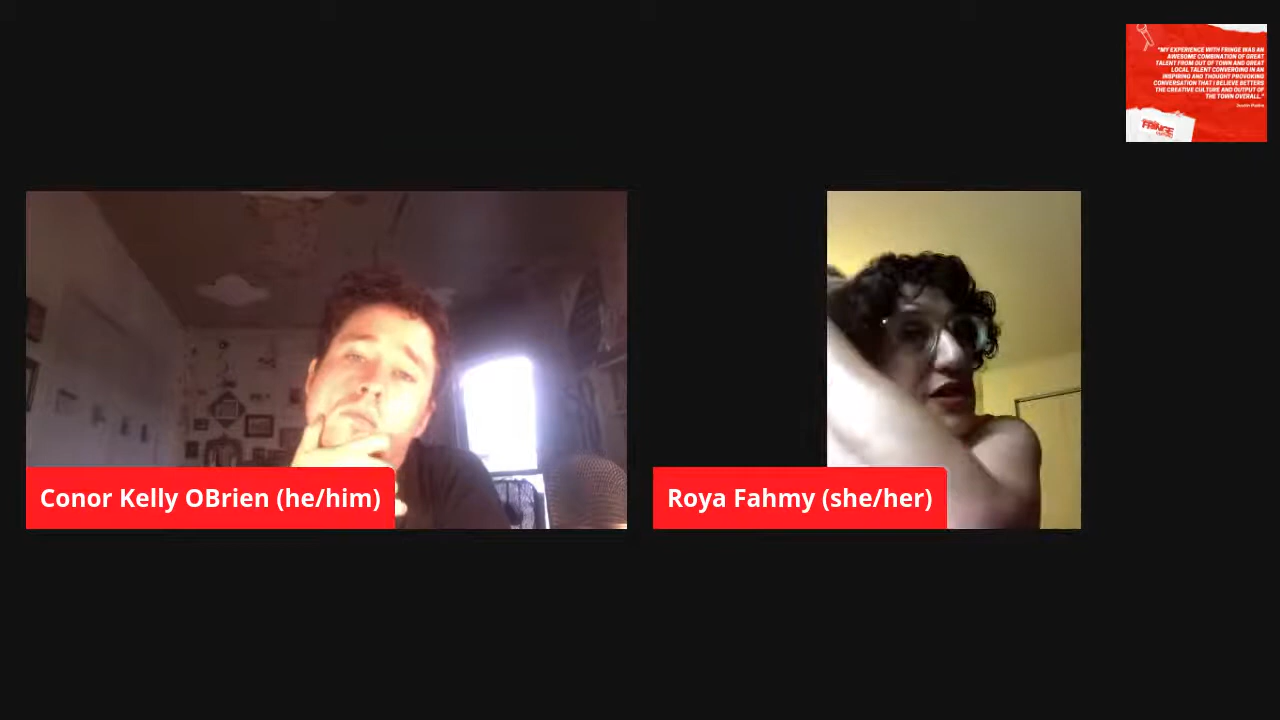 "MY EXPERIENCE WITH FRINGE WAS AN
AWESOME COMBINATION OF GREAT
TALENT FROM OUT OF TOWN AND GREAT
LOCAL TALENT CONVERGING IN AN
INSPIRING AND THOUGHT PROVOKING
CONVERSATION THAT I BELIEVE BETTERS
THE CREATIVE CULTURE AND OUTPUT OF
THE TOWN OVERALL."
FRINGE
Conor Kelly OBrien (he/him)
Roya Fahmy (she/her)